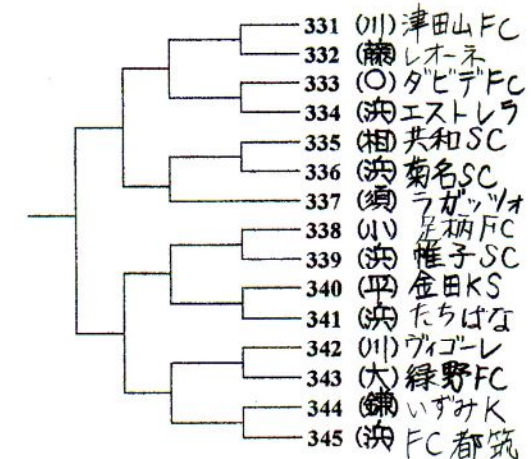 331 (川) 津田山FC
332 (藤) レオーネ
333 (〇) ダビデFC
334 (浜) エストレラ
335 (相) 共和SC
336 (浜)菊名SC
337 (須) ラガッツォ
338 (小) 足柄FC
339 (浜) 帷子SC
340 (平) 金田KS
341 (浜) たちばな
342 (川) ヴィゴーレ
343 (大) 緑野FC
344 (鎌) いずみK
345 (浜) FC都筑